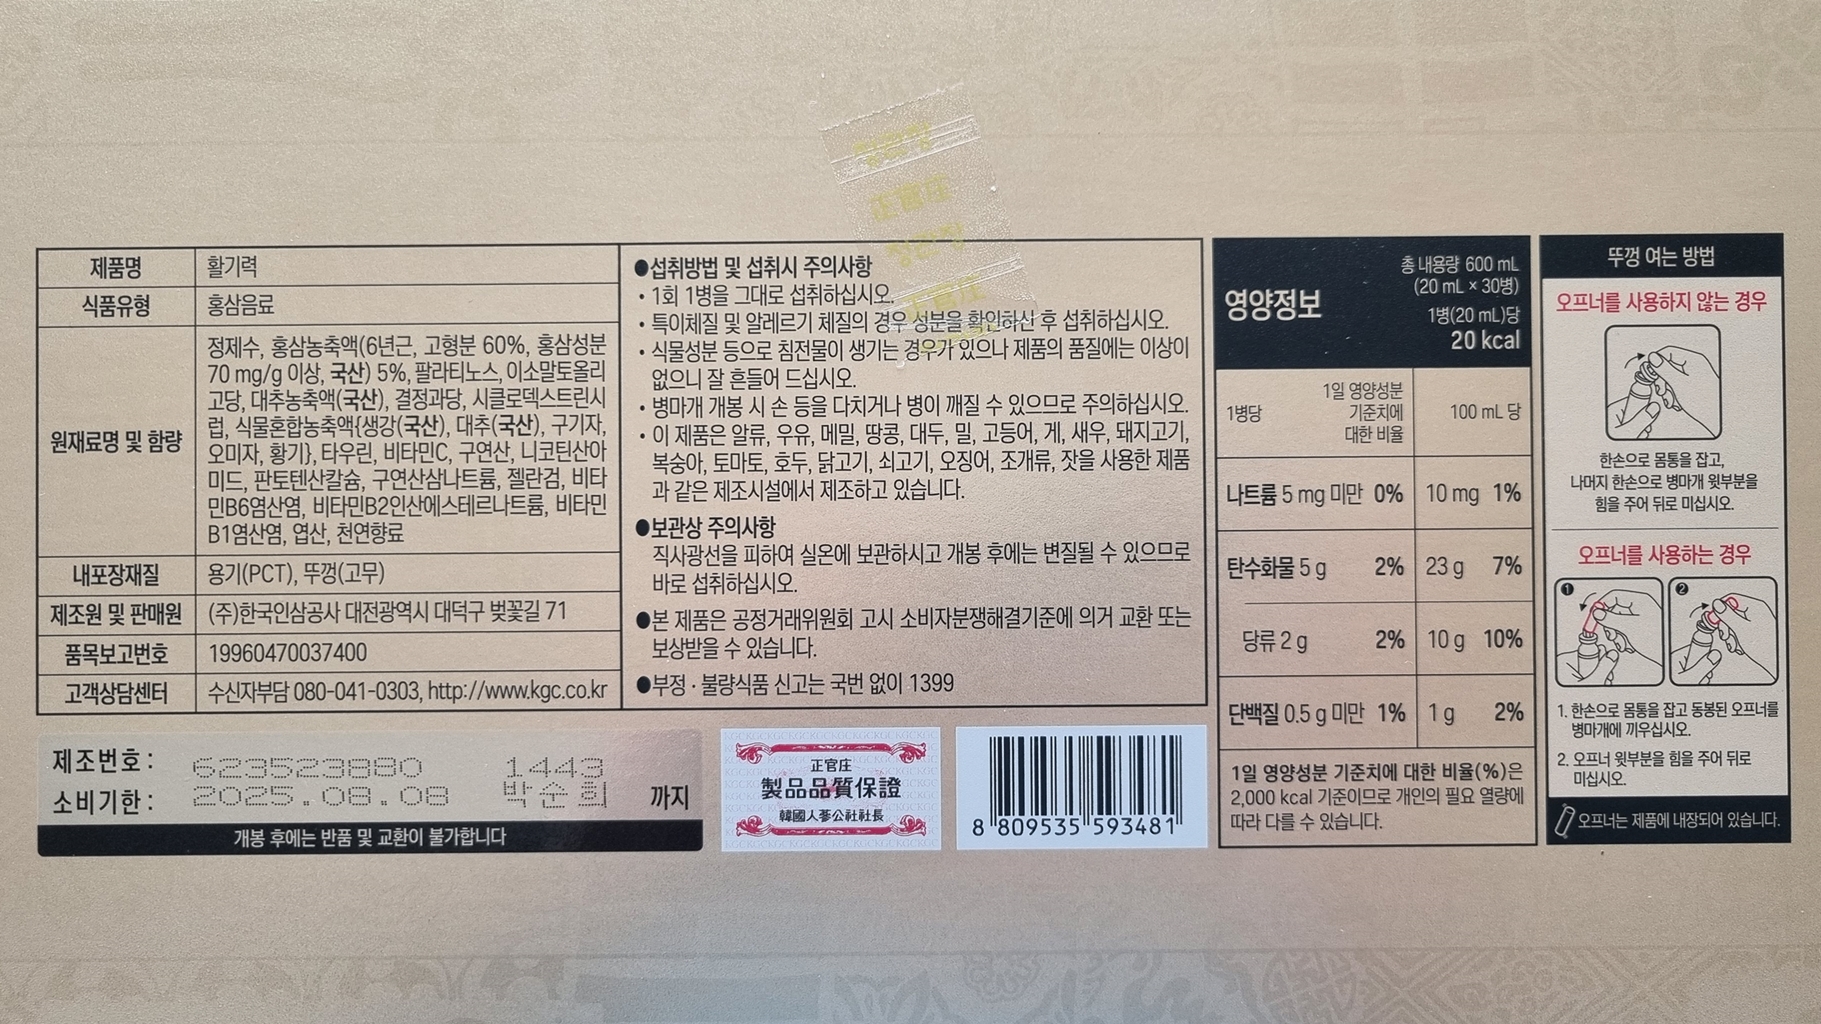 정관장
正官庄
정관장
正官庄
제품명 활기력
식품유형 홍삼음료
원재료명 및 함량
정제수, 홍삼농축액(6년근, 고형분 60%, 홍삼성분
70 mg/g 이상, 국산) 5%, 팔라티노스, 이소말토올리
고당, 대추농축액(국산), 결정과당, 시클로덱스트린시
럽, 식물혼합농축액{생강(국산), 대추(국산), 구기자,
오미자, 황기}, 타우린, 비타민C, 구연산, 니코틴산아
미드, 판토텐산칼슘, 구연산삼나트륨, 젤란검, 비타
민B6염산염, 비타민B2인산에스테르나트륨, 비타민
B1염산염, 엽산, 천연향료
내포장재질 용기(PCT), 뚜껑(고무)
제조원 및 판매원 (주)한국인삼공사 대전광역시 대덕구 벚꽃길 71
품목보고번호 19960470037400
고객상담센터 수신자부담 080-041-0303, http://www.kgc.co.kr
●섭취방법 및 섭취시 주의사항
• 1회 1병을 그대로 섭취하십시오.
• 특이체질 및 알레르기 체질의 경우 성분을 확인하신 후 섭취하십시오.
• 식물성분 등으로 침전물이 생기는 경우가 있으나 제품의 품질에는 이상이
없으니 잘 흔들어 드십시오.
• 병마개 개봉 시 손 등을 다치거나 병이 깨질 수 있으므로 주의하십시오.
• 이 제품은 알류, 우유, 메밀, 땅콩, 대두, 밀, 고등어, 게, 새우, 돼지고기,
복숭아, 토마토, 호두, 닭고기, 쇠고기, 오징어, 조개류, 잣을 사용한 제품
과 같은 제조시설에서 제조하고 있습니다.
●보관상 주의사항
직사광선을 피하여 실온에 보관하시고 개봉 후에는 변질될 수 있으므로
바로 섭취하십시오.
●본 제품은 공정거래위원회 고시 소비자분쟁해결기준에 의거 교환 또는
보상받을 수 있습니다.
●부정 · 불량식품 신고는 국번 없이 1399
영양정보
총 내용량 600 mL
(20 mL × 30병)
1병(20 mL)당
20 kcal
1병당 1일 영양성분 기준치에 대한 비율 100 mL 당
나트륨 5 mg 미만 0% 10 mg 1%
탄수화물 5 g 2% 23 g 7%
당류 2 g 2% 10 g 10%
단백질 0.5 g 미만 1% 1 g 2%
1일 영양성분 기준치에 대한 비율(%)은
2,000 kcal 기준이므로 개인의 필요 열량에
따라 다를 수 있습니다.
뚜껑 여는 방법
오프너를 사용하지 않는 경우
한손으로 몸통을 잡고,
나머지 한손으로 병마개 윗부분을
힘을 주어 뒤로 미십시오.
오프너를 사용하는 경우
1 2
1. 한손으로 몸통을 잡고 동봉된 오프너를
병마개에 끼우십시오.
2. 오프너 윗부분을 힘을 주어 뒤로
미십시오.
오프너는 제품에 내장되어 있습니다.
제조번호 : 623523880 1443
소비기한 : 2025.08.08 박순희 까지
개봉 후에는 반품 및 교환이 불가합니다
正官庄
製品品質保證
韓國人蔘公社社長
8 809535 593481